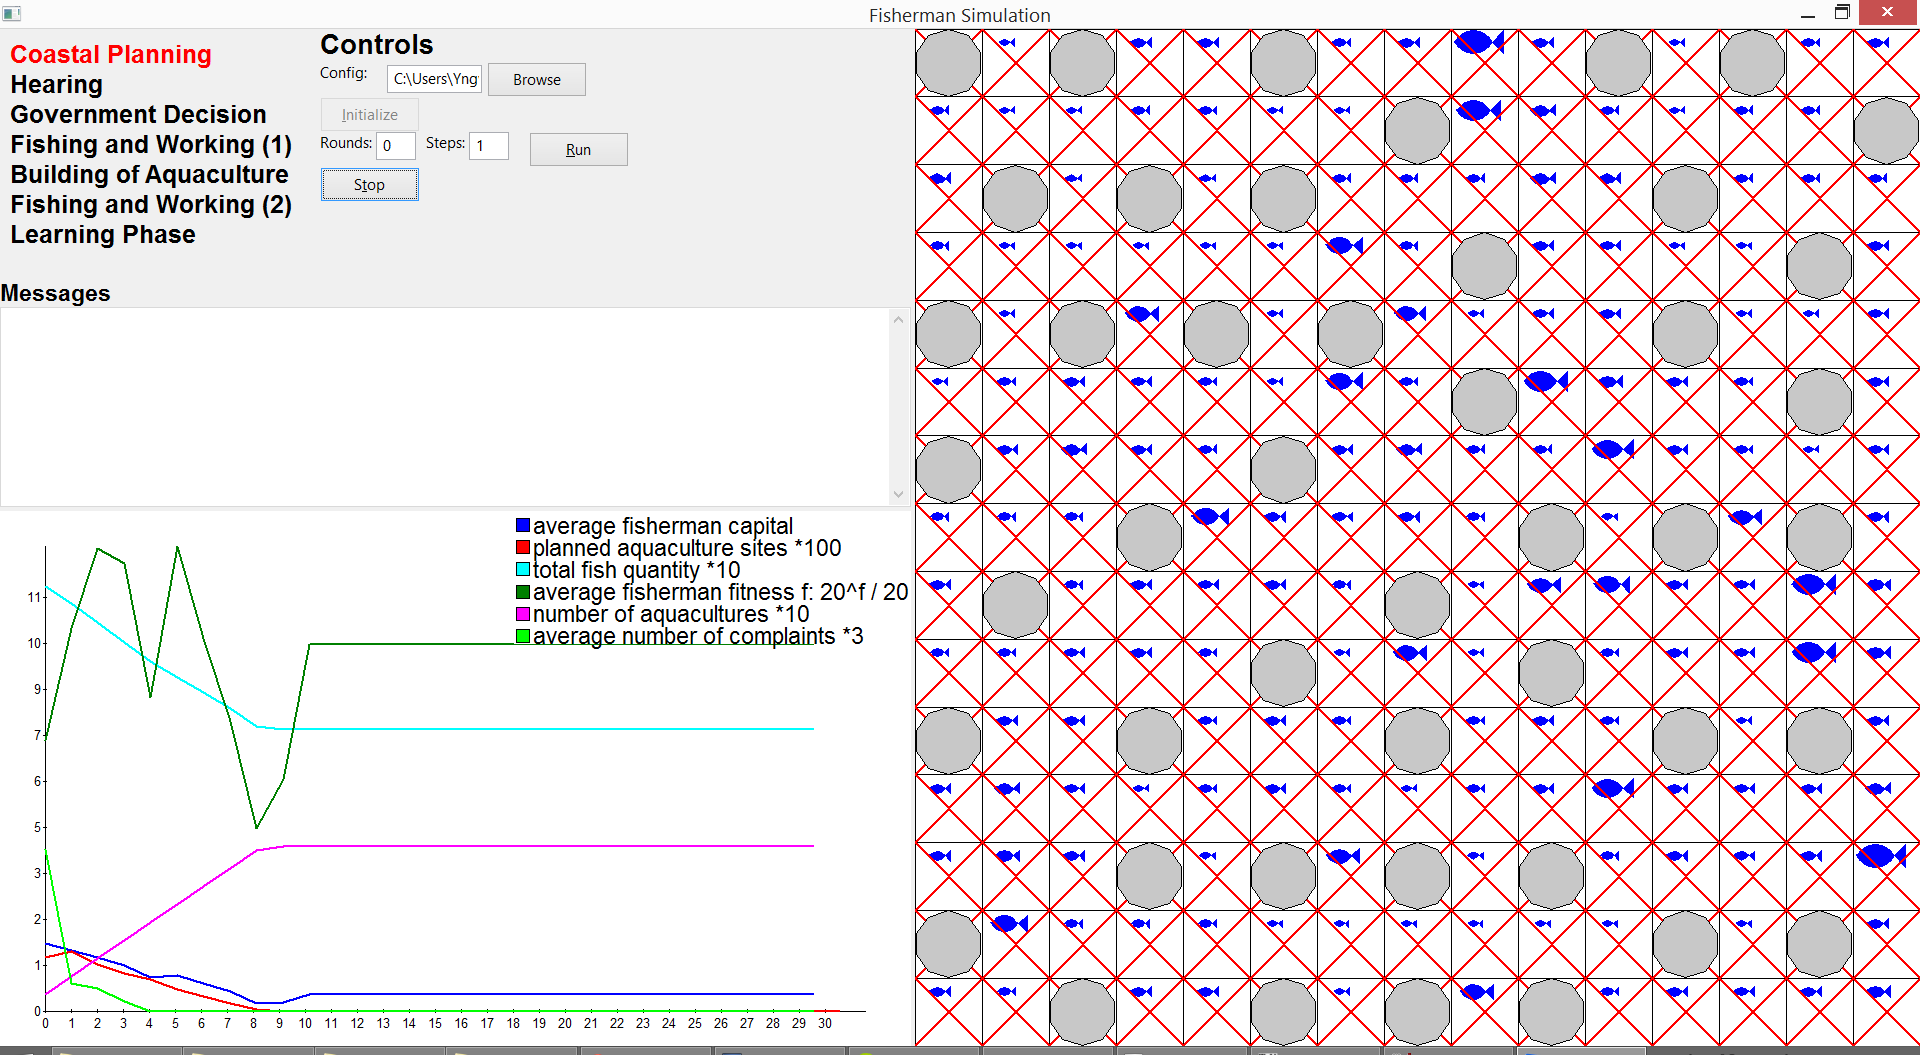 Fisherman Simulation
Coastal Planning
Hearing
Government Decision
Fishing and Working (1)
Building of Aquaculture
Fishing and Working (2)
Learning Phase
Controls
Config: C:\Users\Yng Browse
Initialize
Rounds: 0 Steps: 1 Run
Stop
Messages
average fisherman capital
planned aquaculture sites *100
total fish quantity *10
average fisherman fitness f: 20^f / 20
number of aquacultures *10
average number of complaints *3
11
10
9
7
6
5
3
2
1
0
0 1 2 3 4 5 6 7 8 9 10 11 12 13 14 15 16 17 18 19 20 21 22 23 24 25 26 27 28 29 30